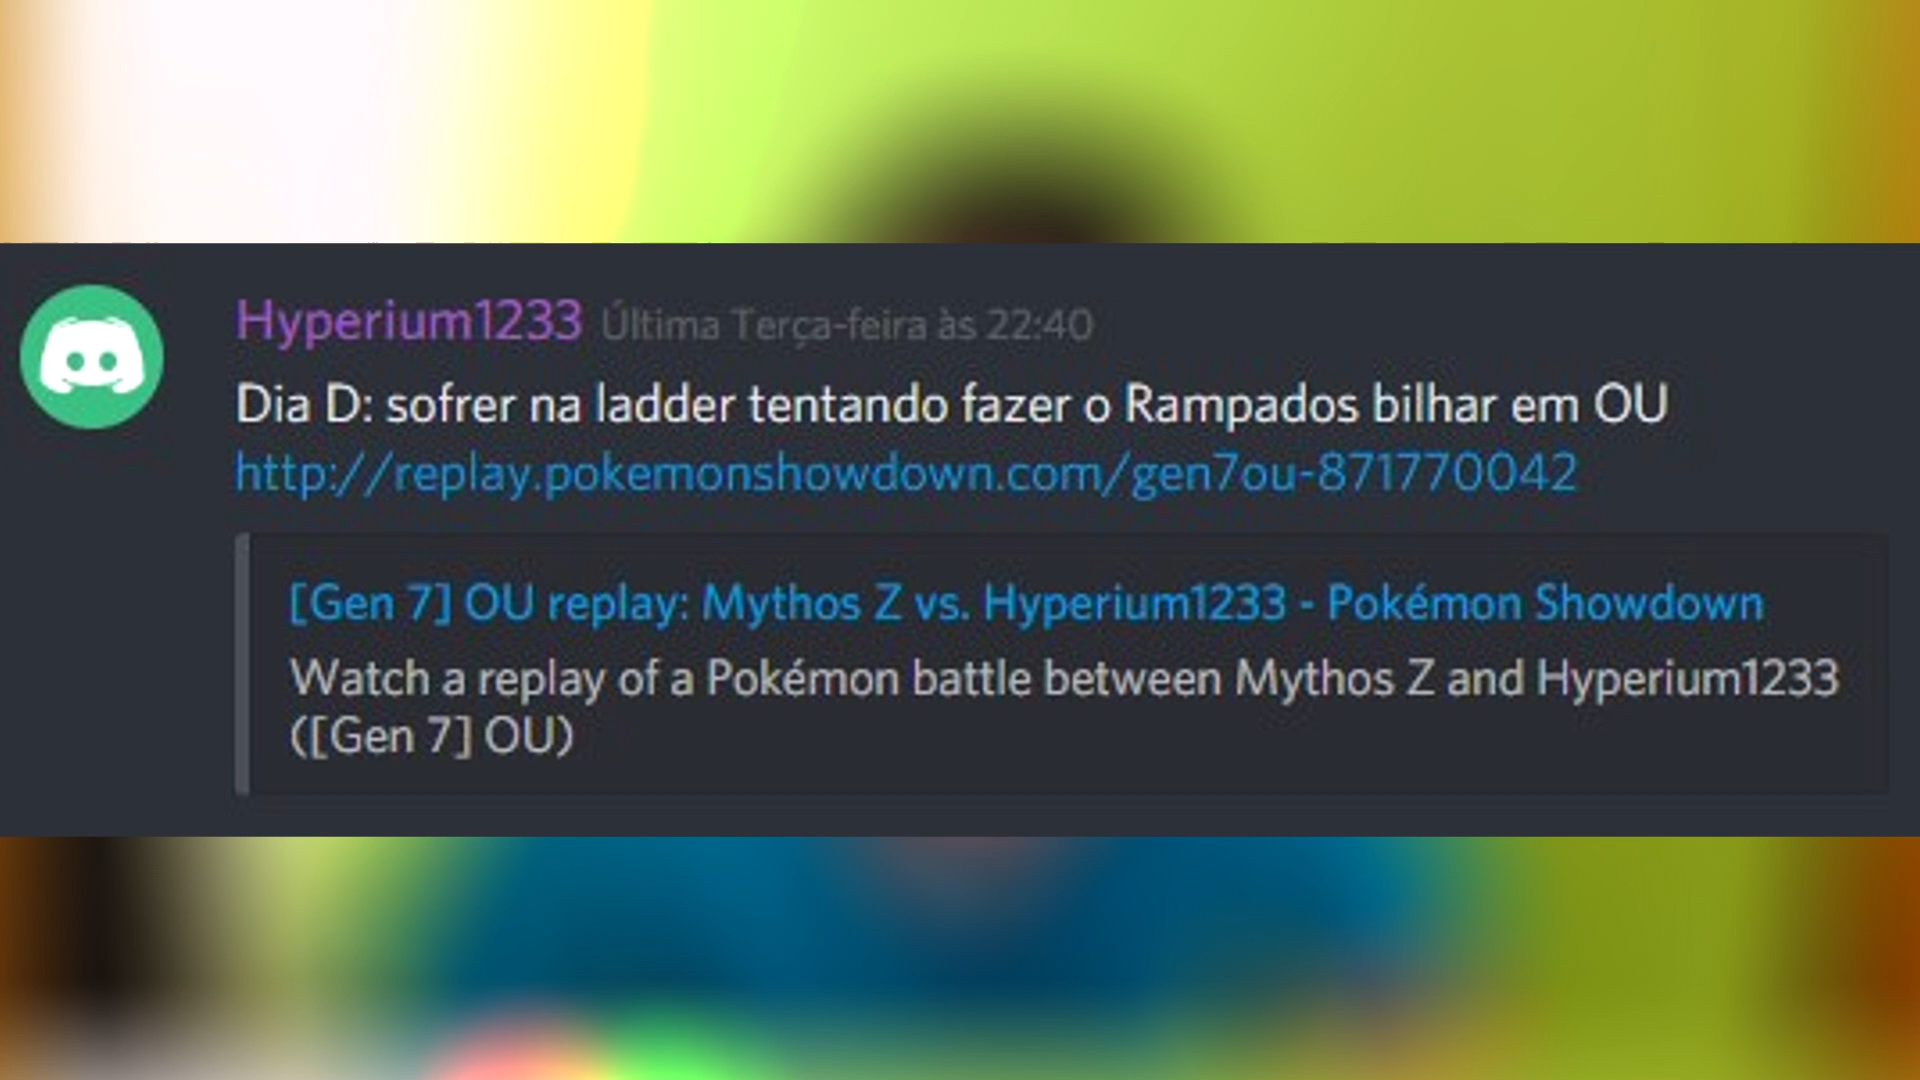 Hyperium1233 Última Terça-feira às 22:40
Dia D: sofrer na ladder tentando fazer o Rampados bilhar em OU
http://replay.pokemonshowdown.com/gen7ou-871770042
[Gen 7] OU replay: Mythos Z vs. Hyperium1233 - Pokémon Showdown
Watch a replay of a Pokémon battle between Mythos Z and Hyperium1233
([Gen 7] OU)